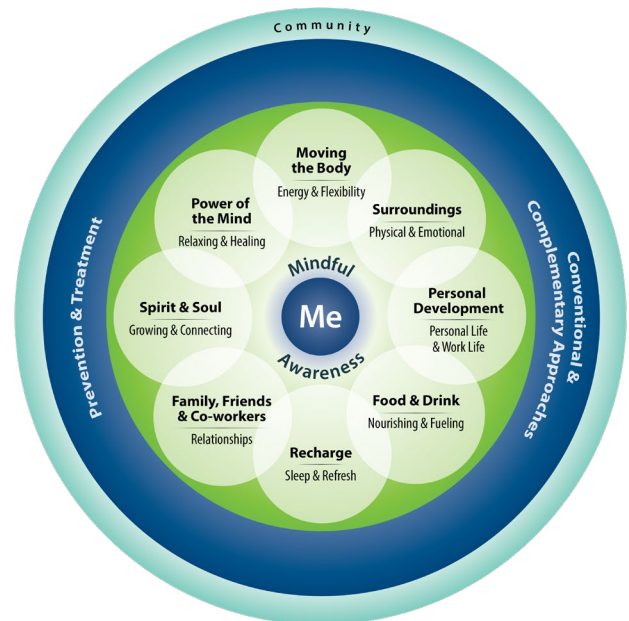 Community
Moving
the Body
Energy & Flexibility
Surroundings
Physical & Emotional
Personal
Development
Personal Life
& Work Life
Food & Drink
Nourishing & Fueling
Recharge
Sleep & Refresh
Family, Friends
& Co-workers
Relationships
Spirit & Soul
Growing & Connecting
Power of
the Mind
Relaxing & Healing
Mindful
Me
Awareness
Prevention & Treatment
Conventional &
Complementary Approaches